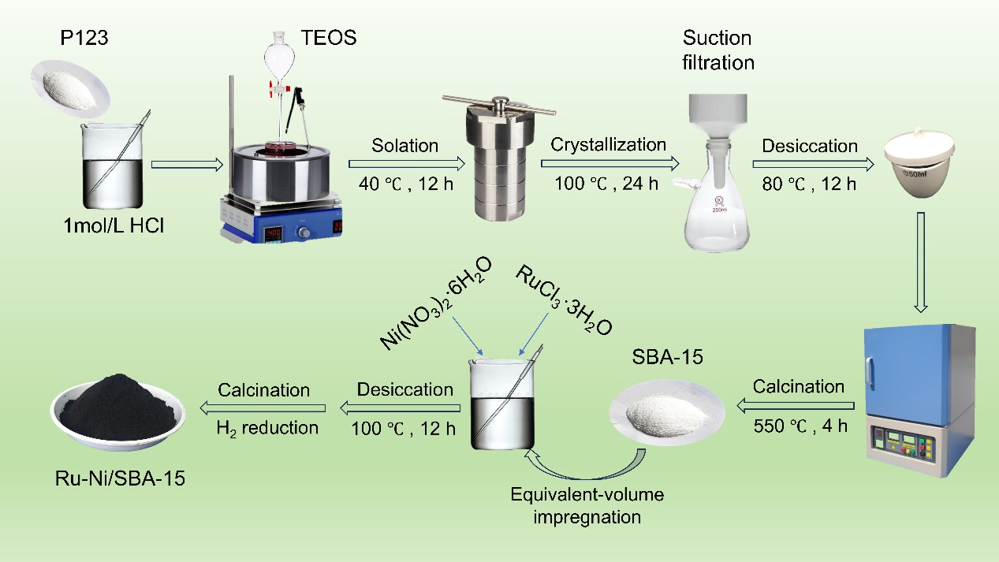 P123
TEOS
Suction
filtration
1mol/L HCl
Solation
40 ℃ , 12 h
Crystallization
100 ℃ , 24 h
250ml
Desiccation
80 ℃ , 12 h
50ml
Ni(NO₃)₂·6H₂O
RuCl₃·3H₂O
SBA-15
Calcination
550 ℃ , 4 h
Equivalent-volume
impregnation
Desiccation
100 ℃ , 12 h
Calcination
H₂ reduction
Ru-Ni/SBA-15